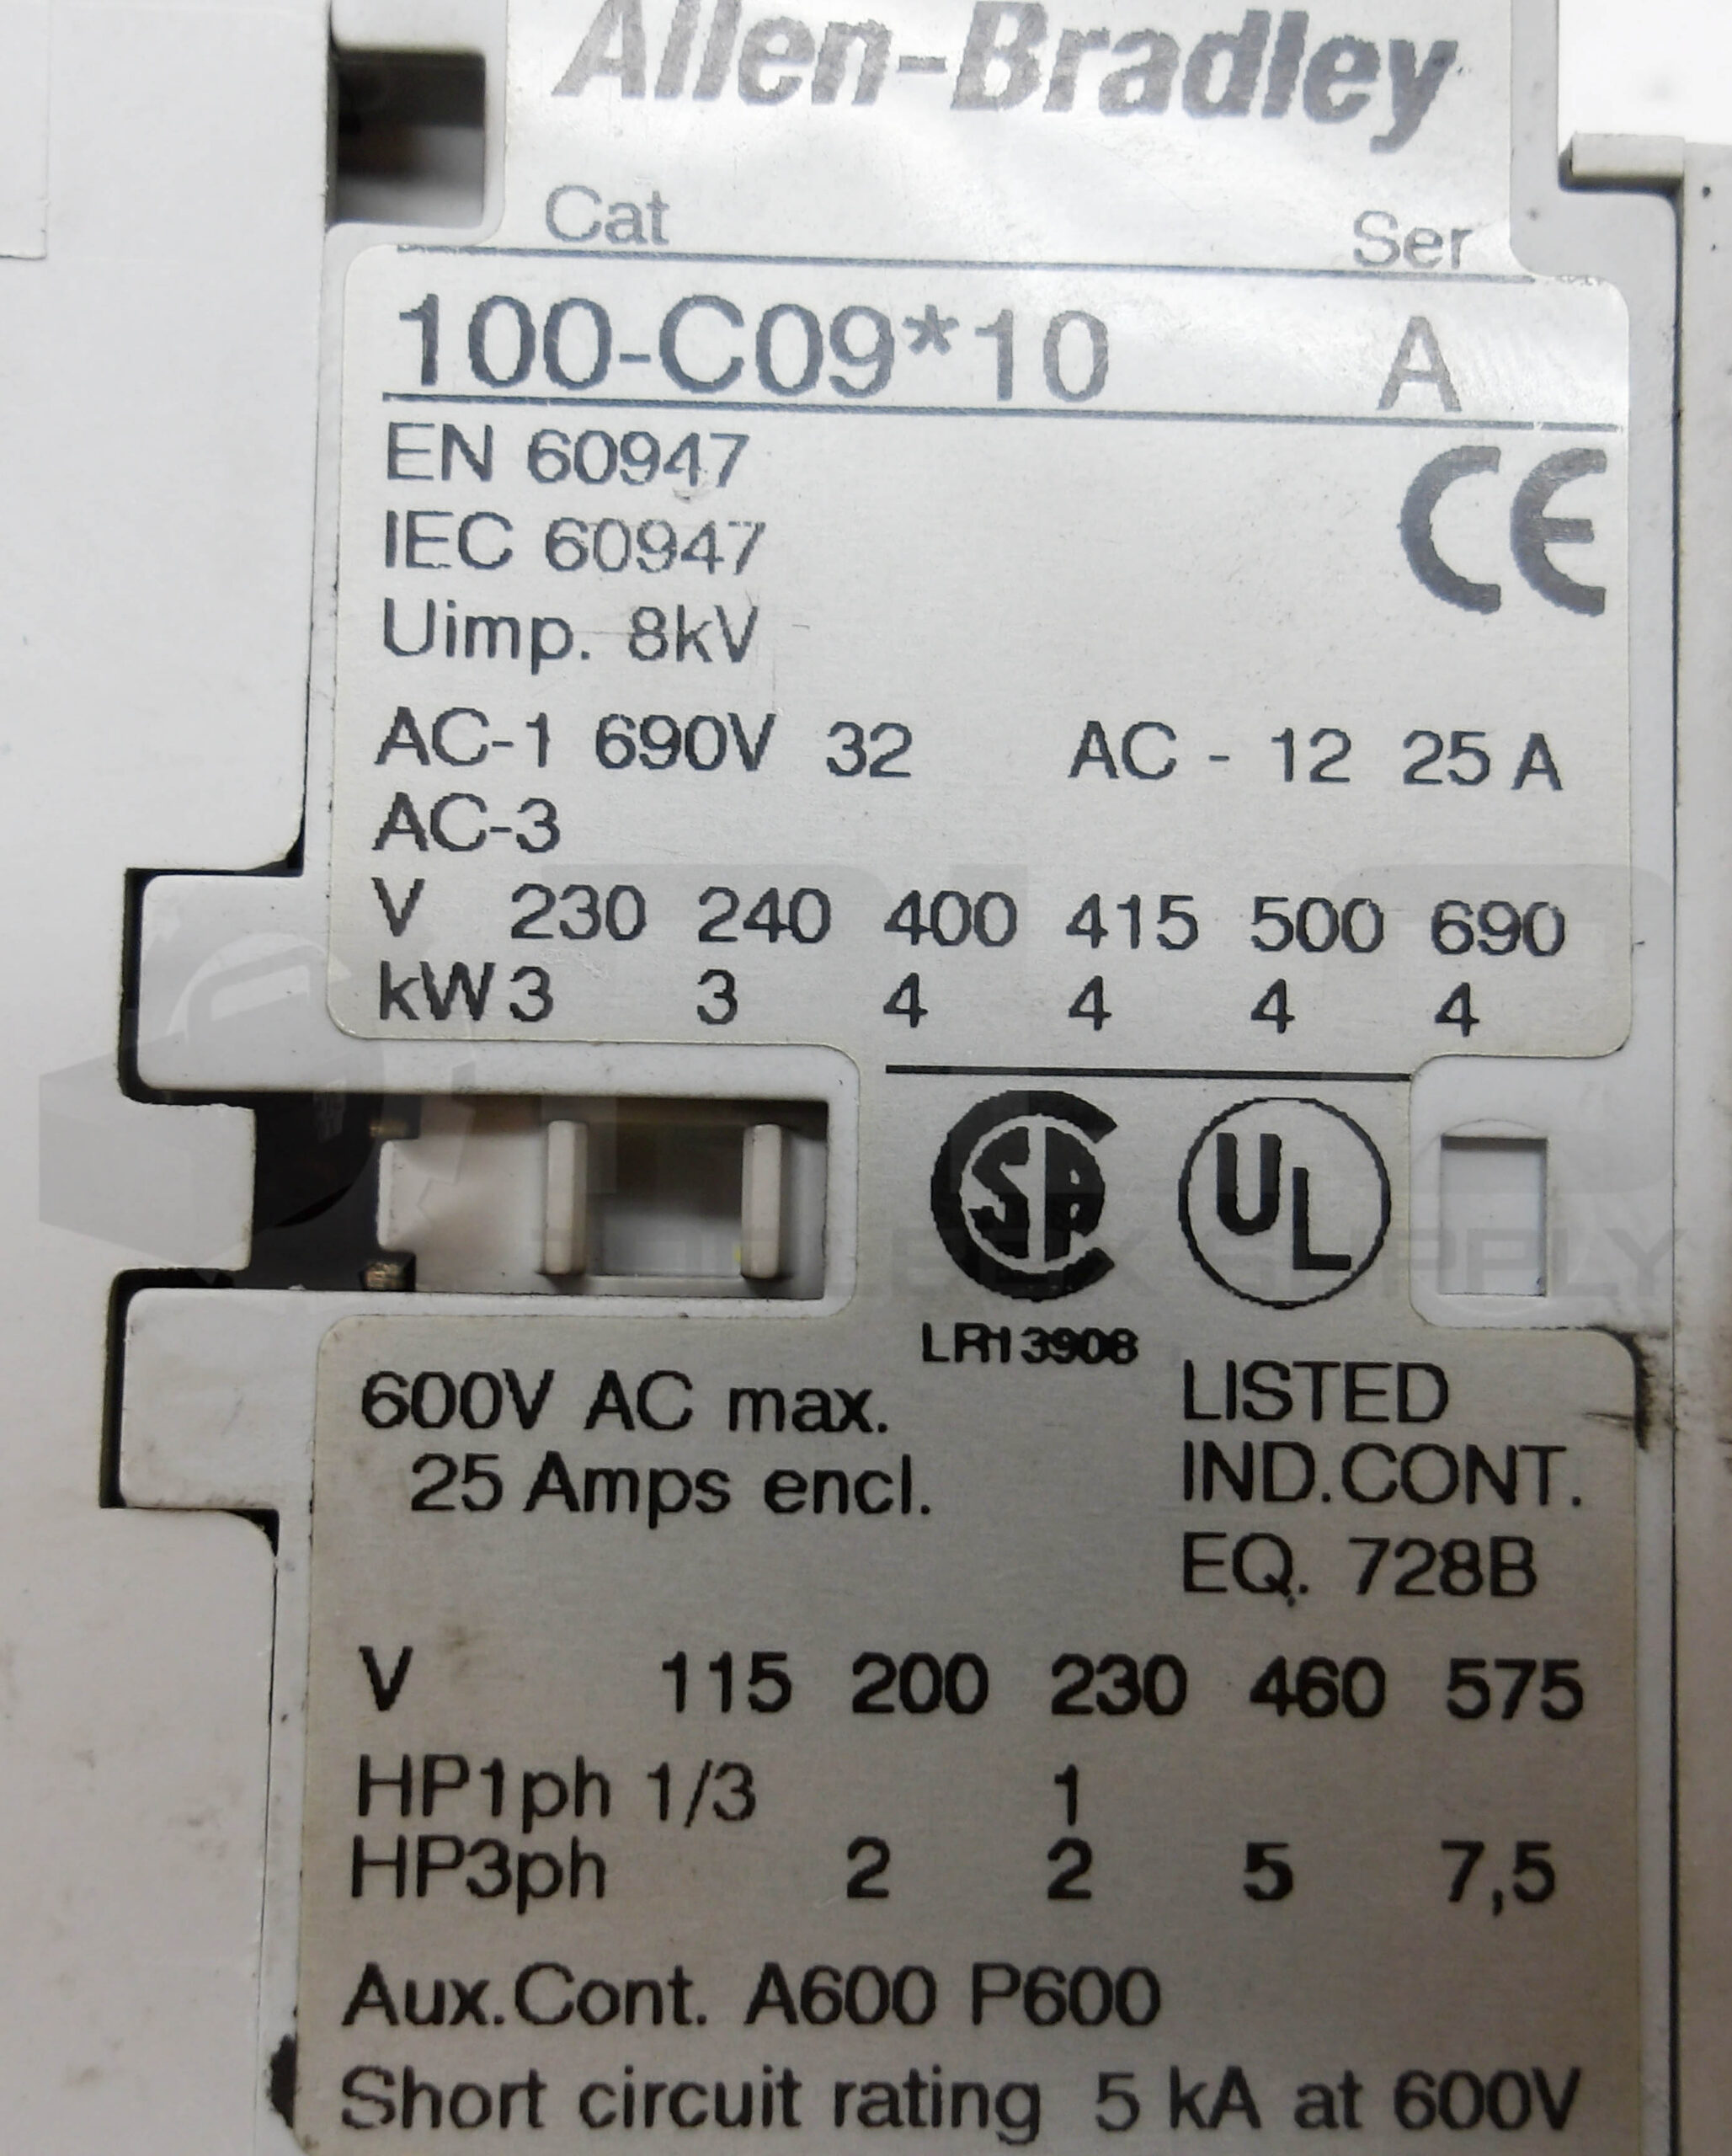 Allen-Bradley
Cat Ser
100-C09*10 A
EN 60947
IEC 60947
CE
Uimp. 8kV
AC-1 690V 32 AC - 12 25 A
AC-3
V 230 240 400 415 500 690
kW 3 3 4 4 4 4
SA UL
LR13908
600V AC max.
25 Amps encl.
LISTED
IND.CONT.
EQ. 728B
V 115 200 230 460 575
HP1ph 1/3 1
HP3ph 2 2 5 7,5
Aux.Cont. A600 P600
Short circuit rating 5 kA at 600V